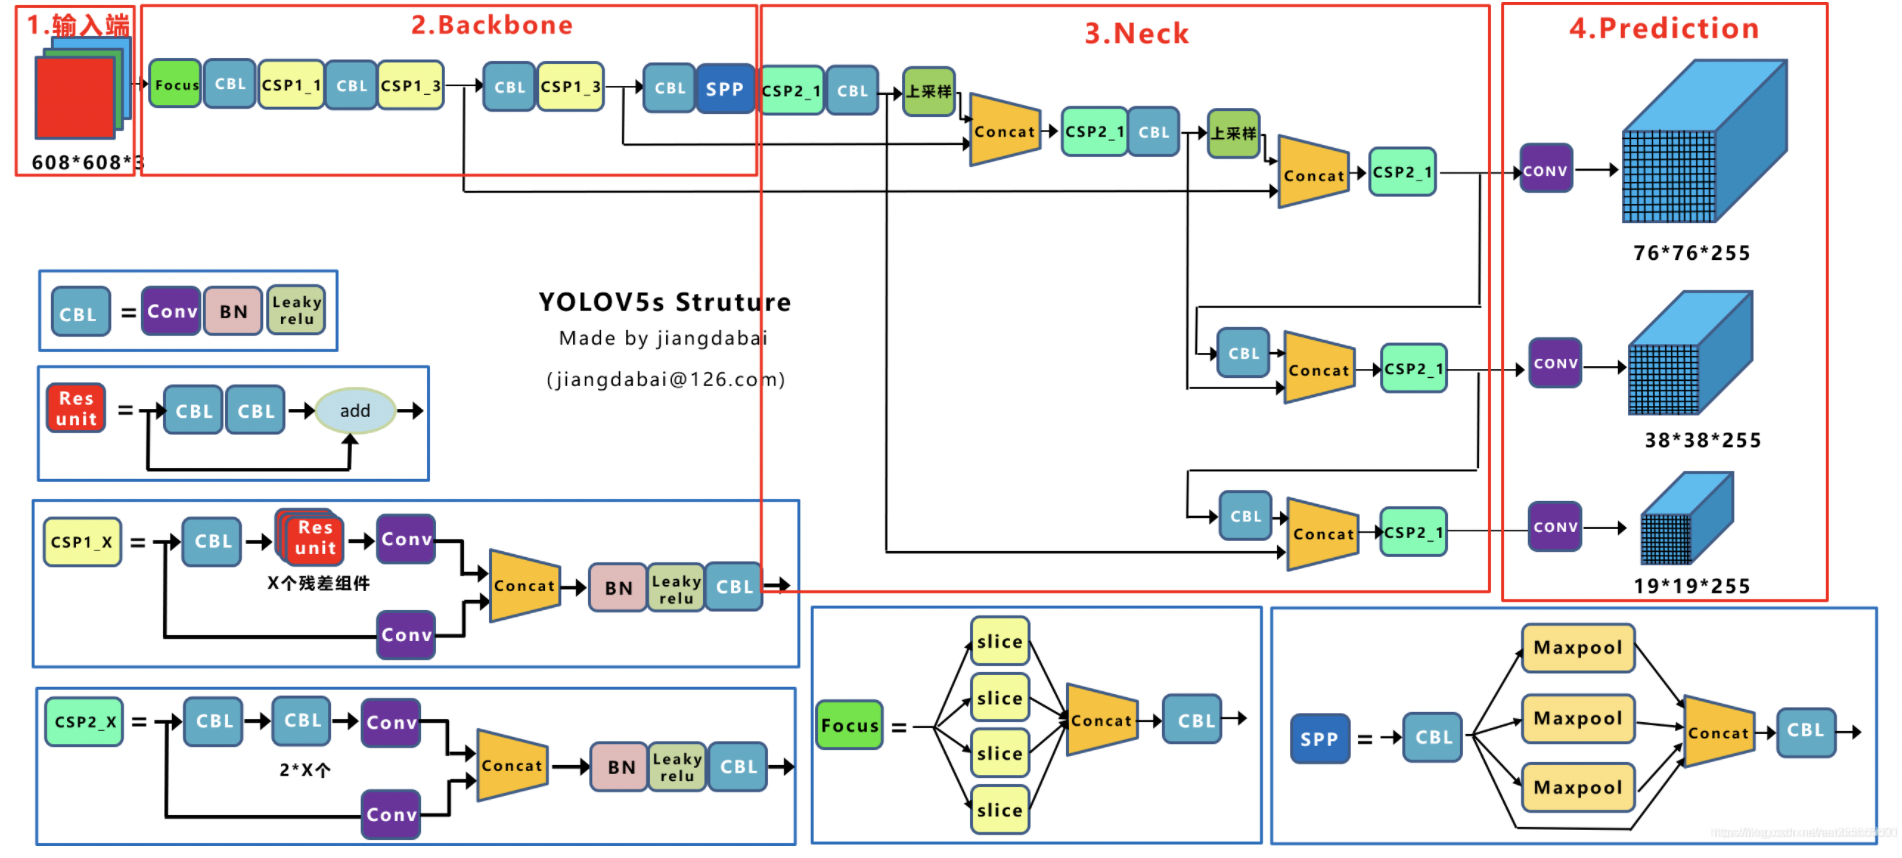 1.输入端
2.Backbone
3.Neck
4.Prediction
608*608*3
Focus
CBL
CSP1_1
CBL
CSP1_3
CBL
CSP1_3
CBL
SPP
CSP2_1
CBL
上采样
Concat
CSP2_1
CBL
上采样
Concat
CSP2_1
CONV
76*76*255
CBL
Concat
CSP2_1
CONV
38*38*255
CBL
Concat
CSP2_1
CONV
19*19*255
YOLOV5s Struture
Made by jiangdabai
(jiangdabai@126.com)
CBL
=
Conv
BN
Leaky
relu
Res
unit
=
CBL
CBL
add
CSP1_X
=
CBL
Res
unit
X个残差组件
Conv
Conv
Concat
BN
Leaky
relu
CBL
CSP2_X
=
CBL
CBL
2*X个
Conv
Conv
Concat
BN
Leaky
relu
CBL
Focus
=
slice
slice
slice
slice
Concat
CBL
SPP
=
CBL
Maxpool
Maxpool
Maxpool
Concat
CBL